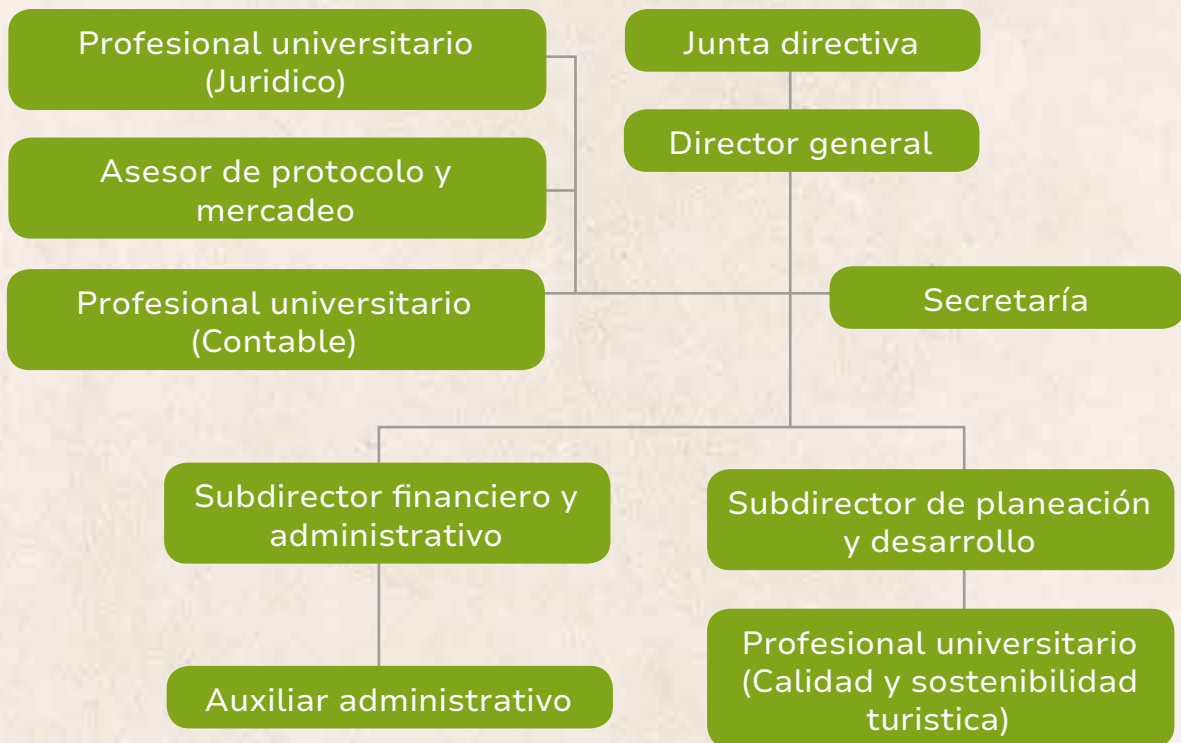 Profesional universitario
(Juridico)
Junta directiva
Director general
Asesor de protocolo y
mercadeo
Profesional universitario
(Contable)
Secretaría
Subdirector financiero y
administrativo
Subdirector de planeación
y desarrollo
Auxiliar administrativo
Profesional universitario
(Calidad y sostenibilidad
turistica)